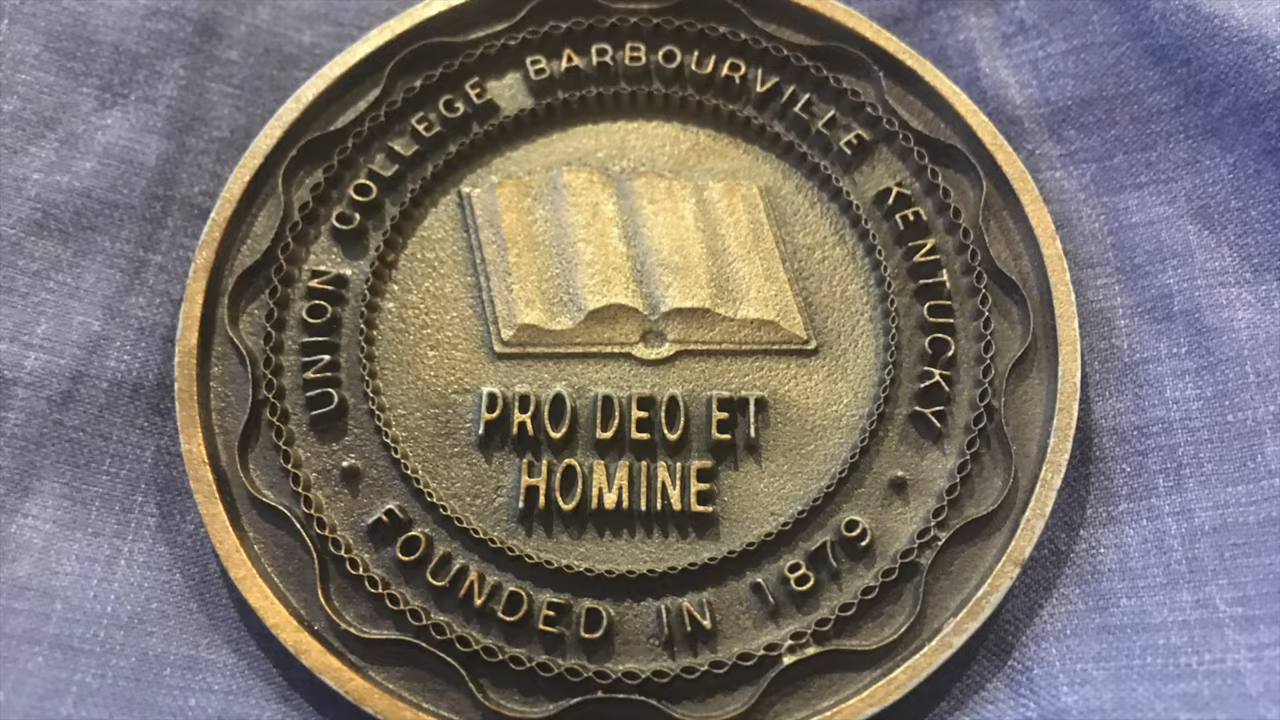 UNION COLLEGE BARBOURVILLE KENTUCKY
PRO DEO ET
HOMINE
FOUNDED IN 1879